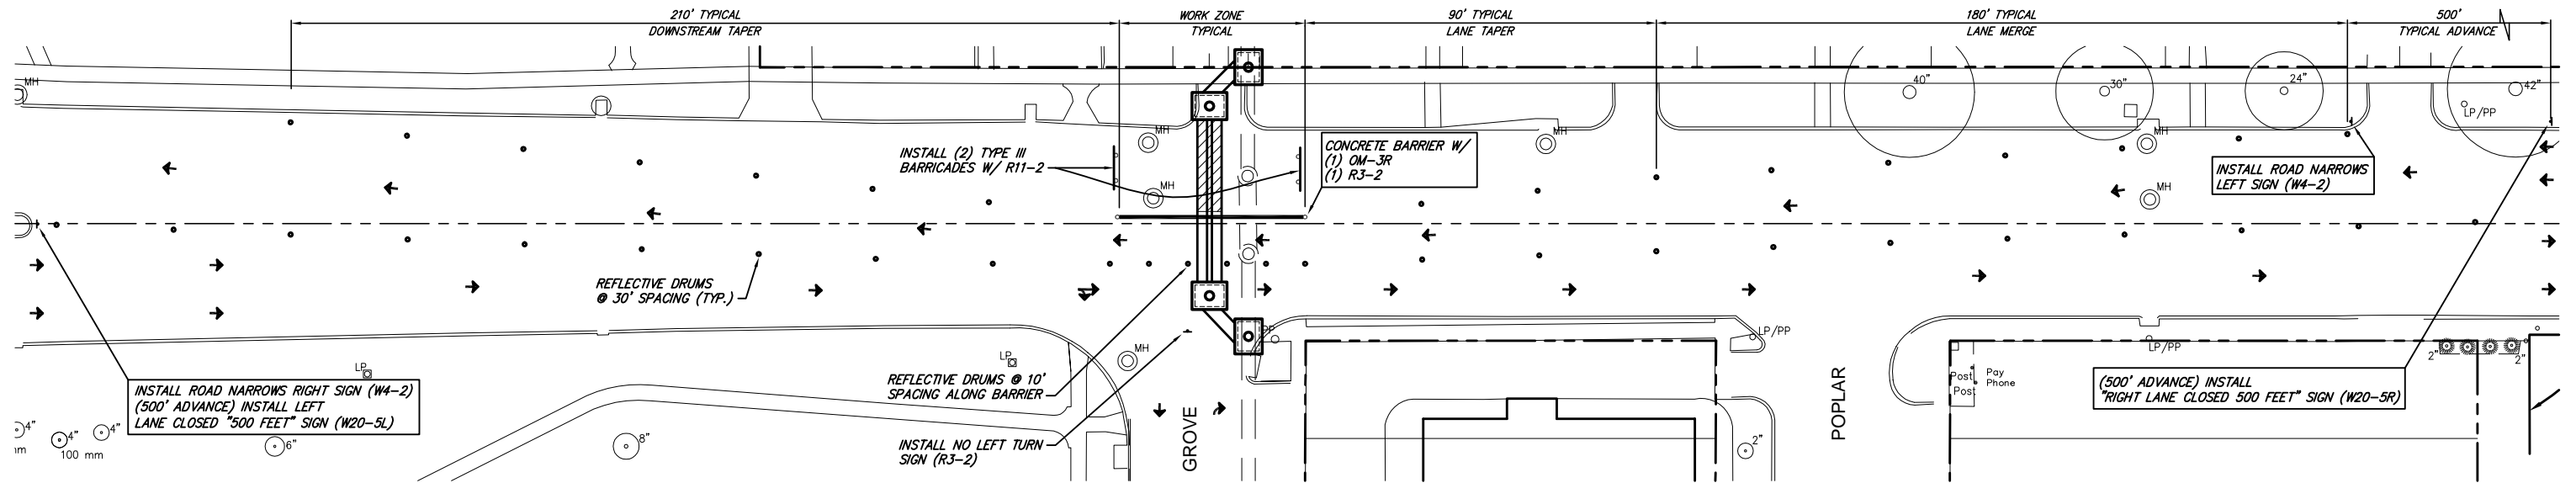 210' TYPICAL
DOWNSTREAM TAPER
WORK ZONE
TYPICAL
90' TYPICAL
LANE TAPER
180' TYPICAL
LANE MERGE
500'
TYPICAL ADVANCE
MH
40"
30"
24"
42"
LP/PP
MH
MH
MH
MH
MH
INSTALL (2) TYPE III
BARRICADES W/ R11-2
CONCRETE BARRIER W/
(1) OM-3R
(1) R3-2
INSTALL ROAD NARROWS
LEFT SIGN (W4-2)
REFLECTIVE DRUMS
@ 30' SPACING (TYP.)
LP
LP
MH
LP/PP
LP/PP
2"
2"
INSTALL ROAD NARROWS RIGHT SIGN (W4-2)
(500' ADVANCE) INSTALL LEFT
LANE CLOSED "500 FEET" SIGN (W20-5L)
REFLECTIVE DRUMS @ 10'
SPACING ALONG BARRIER
INSTALL NO LEFT TURN
SIGN (R3-2)
GROVE
POPLAR
Post
Post
Pay
Phone
(500' ADVANCE) INSTALL
"RIGHT LANE CLOSED 500 FEET" SIGN (W20-5R)
4"
4"
4"
100 mm
6"
8"
2"